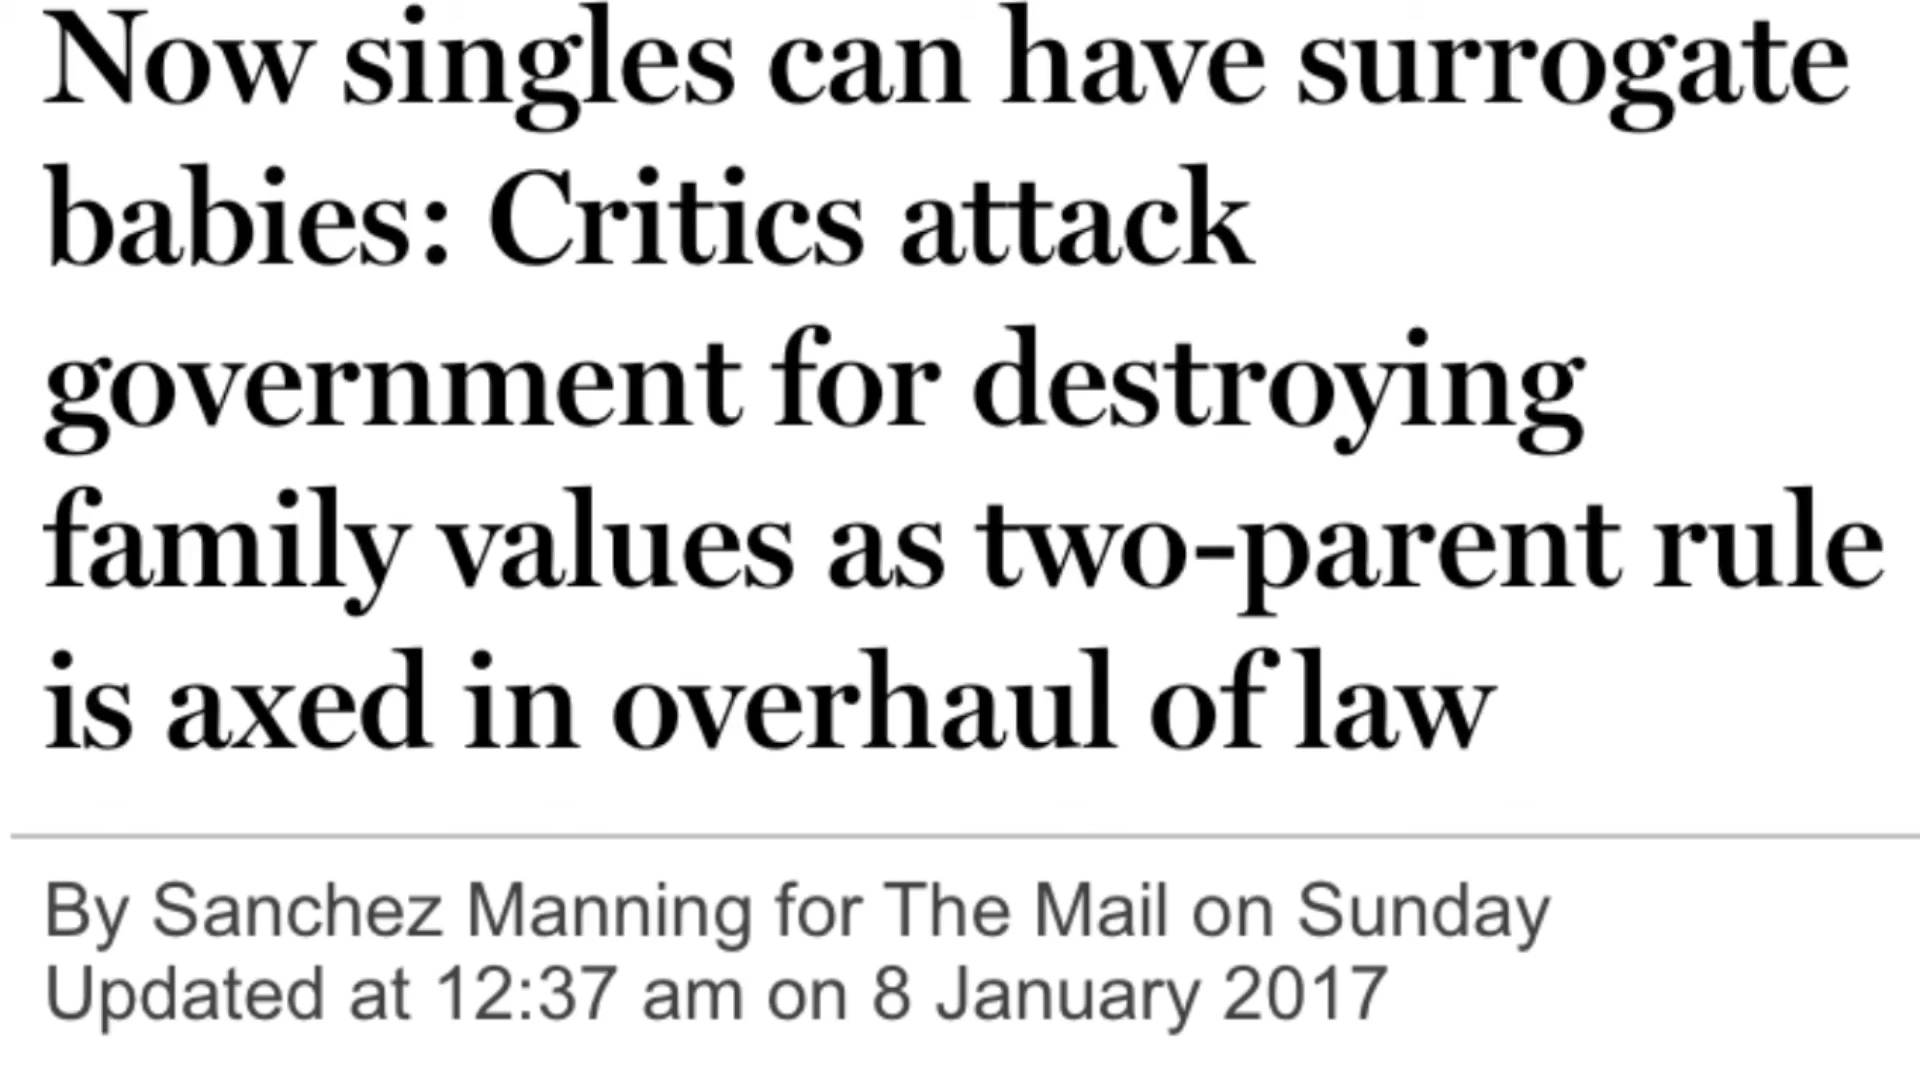 Now singles can have surrogate
babies: Critics attack
government for destroying
family values as two-parent rule
is axed in overhaul of law
By Sanchez Manning for The Mail on Sunday
Updated at 12:37 am on 8 January 2017